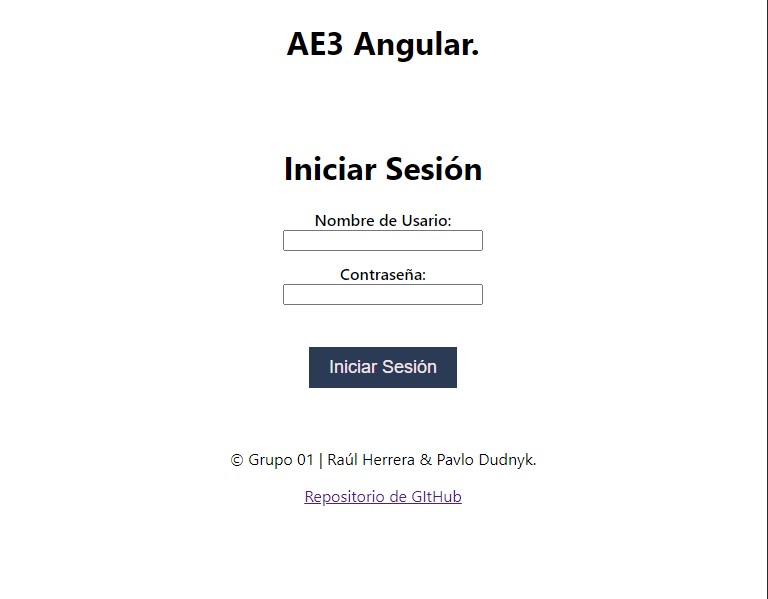 AE3 Angular.
Iniciar Sesión
Nombre de Usario:
Contraseña:
Iniciar Sesión
© Grupo 01 | Raúl Herrera & Pavlo Dudnyk.
Repositorio de GItHub